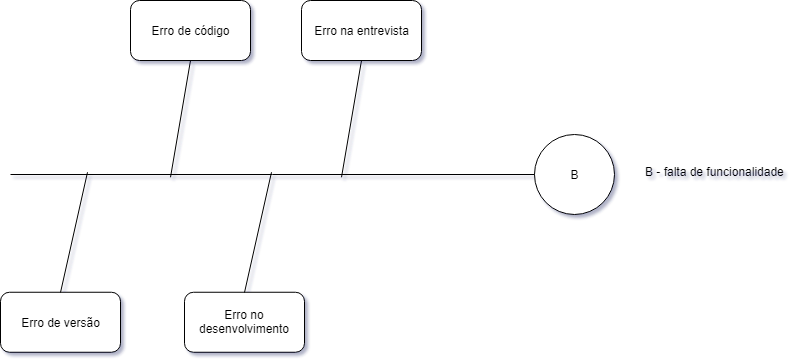 Erro de código
Erro na entrevista
B
B - falta de funcionalidade
Erro de versão
Erro no
desenvolvimento